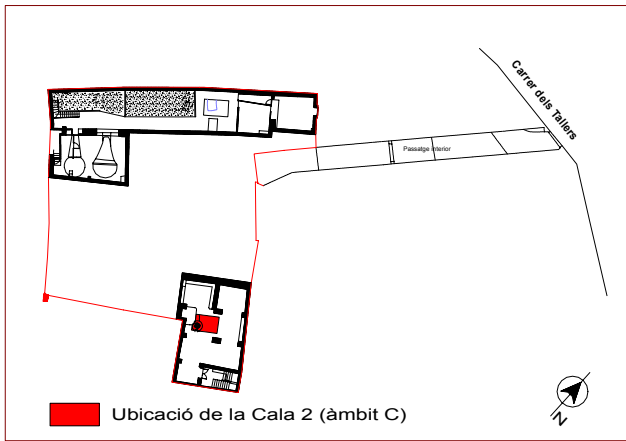 Carrer dels Tallers
Passatge interior
Ubicació de la Cala 2 (àmbit C)
N